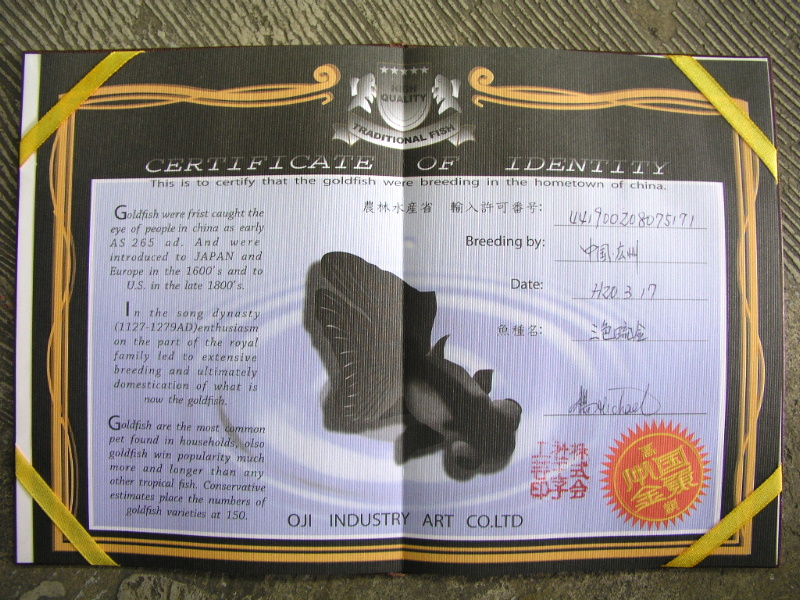 HIGH
QUALITY
TRADITIONAL FISH
CERTIFICATE OF IDENTITY
This is to certify that the goldfish were breeding in the hometown of china.
Goldfish were frist caught the
eye of people in china as early
AS 265 ad. And were
introduced to JAPAN and
Europe in the 1600's and to
U.S. in the late 1800's.
In the song dynasty
(1127-1279AD)enthusiasm
on the part of the royal
family led to extensive
breeding and ultimately
domestication of what is
now the goldfish.
Goldfish are the most common
pet found in households, olso
goldfish win popularity much
more and longer than any
other tropical fish. Conservative
estimates place the numbers of
goldfish varieties at 150.
農林水産省 輸入許可番号: U41900208075171
Breeding by: 中国広州
Date: H20.3.17
魚種名: 三色琉金
Michael
OJI INDUSTRY ART CO.LTD